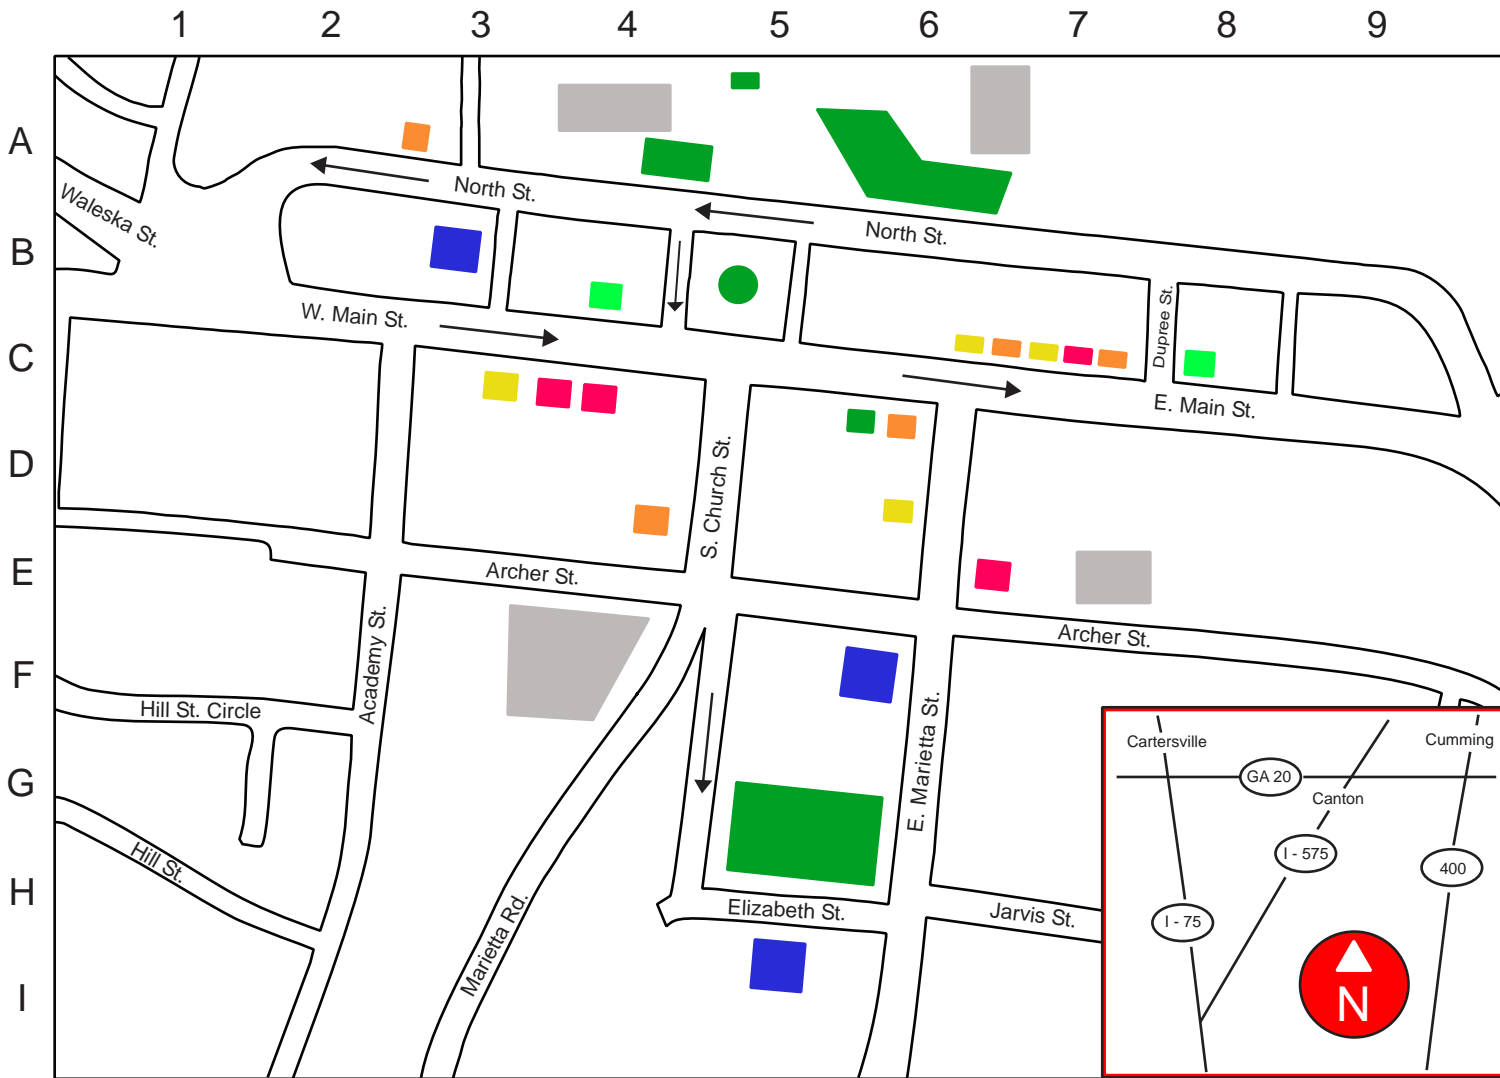 1 2 3 4 5 6 7 8 9
A
B
C
D
E
F
G
H
I
Waleska St.
North St.
North St.
W. Main St.
Dupree St.
E. Main St.
S. Church St.
Archer St.
Academy St.
Archer St.
Hill St. Circle
E. Marietta St.
Hill St.
Marietta Rd.
Elizabeth St.
Jarvis St.
Cartersville
Cumming
GA 20
Canton
I - 575
400
I - 75
N